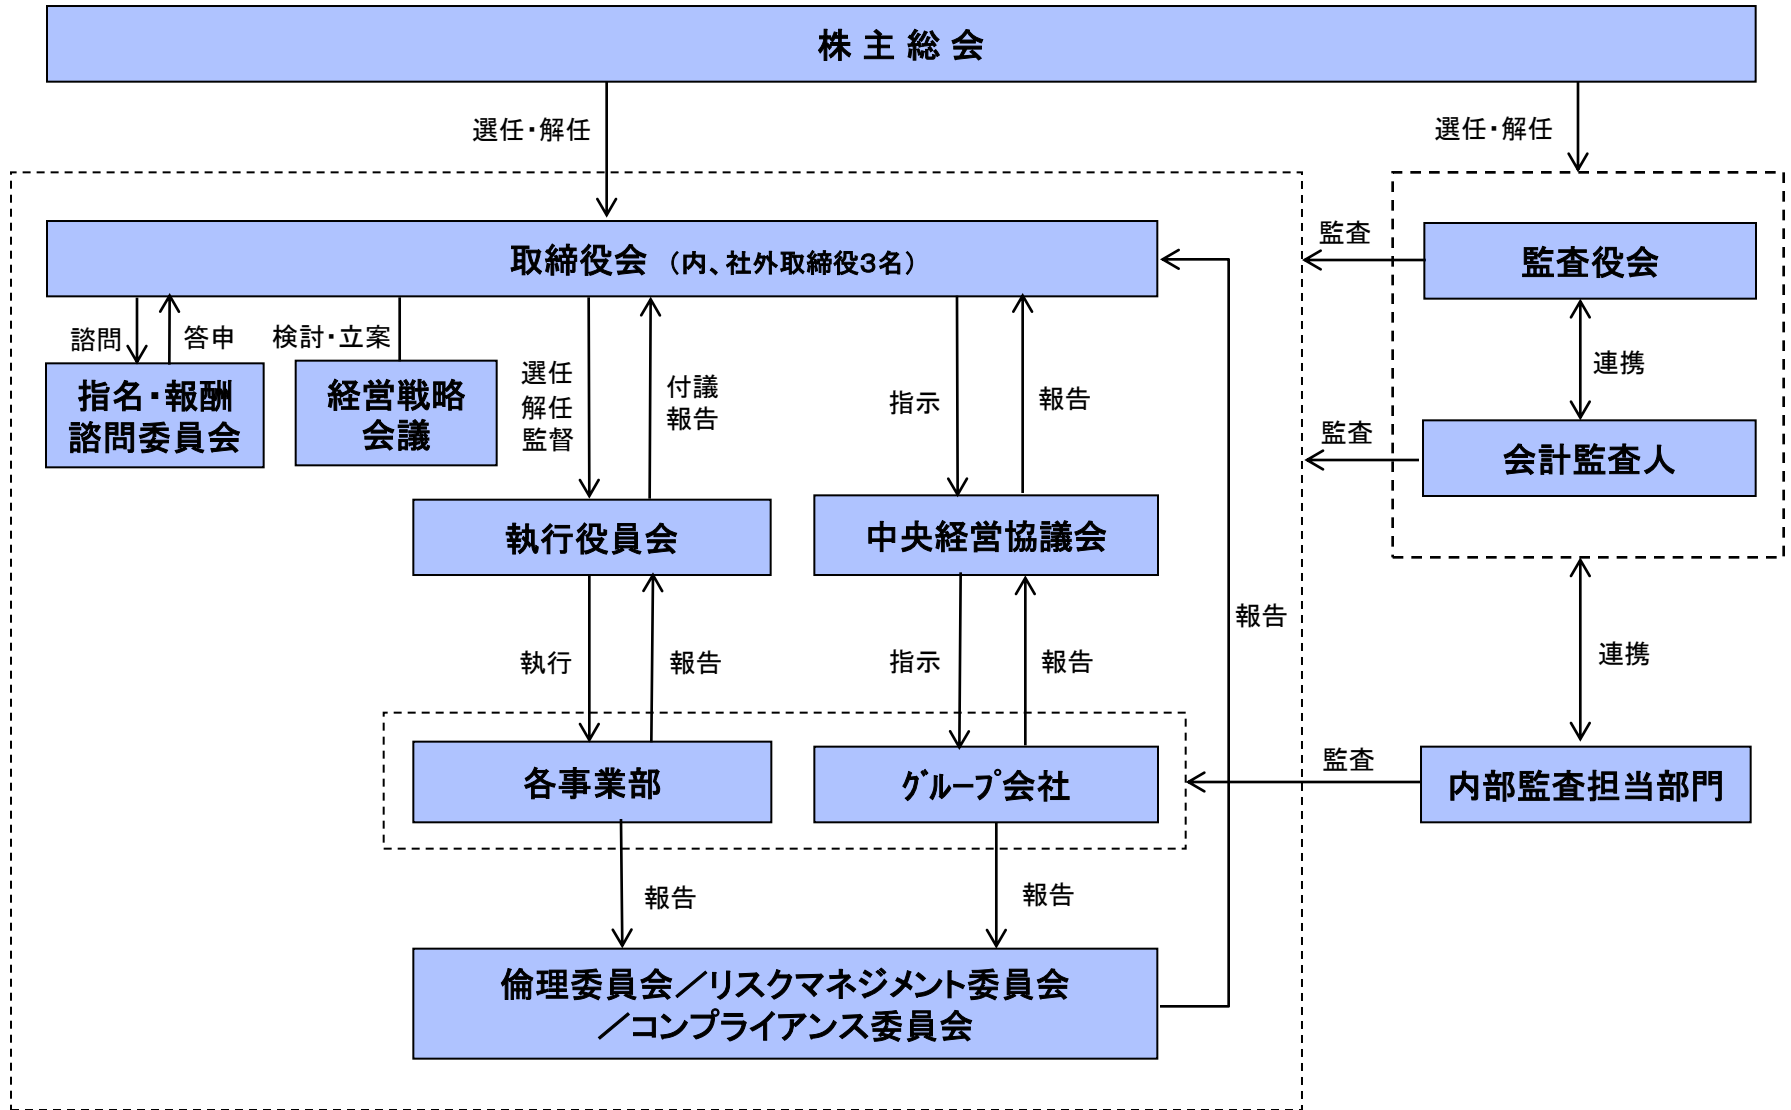 株 主 総 会
選任・解任
選任・解任
取締役会 (内、社外取締役3名)
監査
監査役会
諮問
答申
検討・立案
指名・報酬
諮問委員会
経営戦略
会議
選任
解任
監督
付議
報告
指示
報告
連携
監査
会計監査人
執行役員会
中央経営協議会
報告
執行
報告
指示
報告
連携
各事業部
グループ会社
監査
内部監査担当部門
報告
報告
倫理委員会/リスクマネジメント委員会
/コンプライアンス委員会